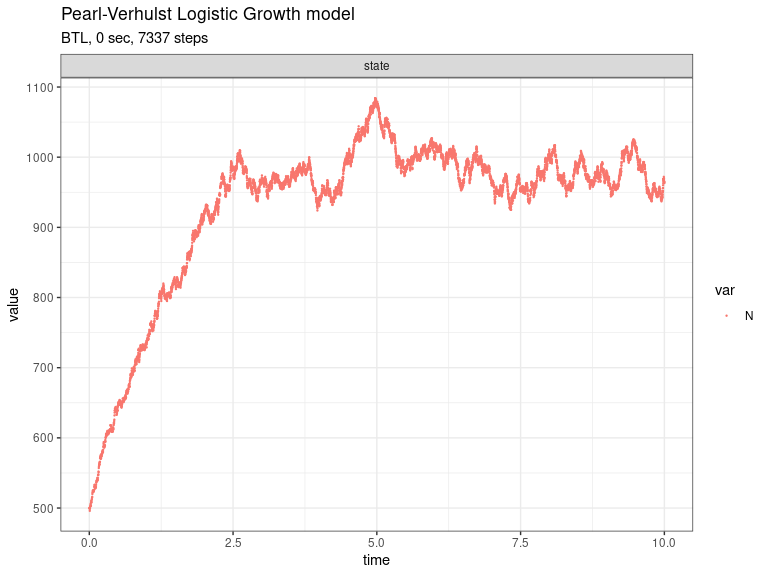 Pearl-Verhulst Logistic Growth model
BTL, 0 sec, 7337 steps
state
1100
1000
900
800
700
600
500
value
0.0 2.5 5.0 7.5 10.0
time
var
N